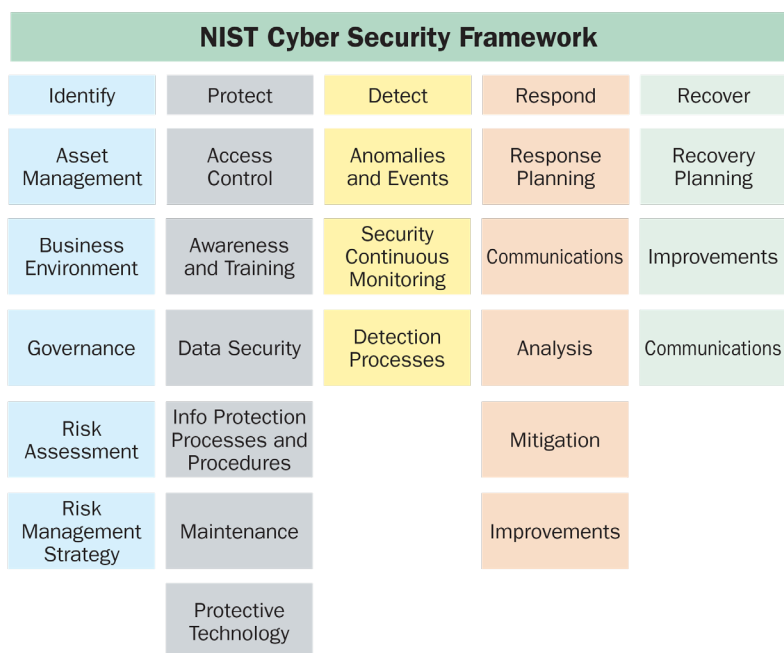 NIST Cyber Security Framework
Identify
Protect
Detect
Respond
Recover
Asset
Management
Access
Control
Anomalies
and Events
Response
Planning
Recovery
Planning
Business
Environment
Awareness
and Training
Security
Continuous
Monitoring
Communications
Improvements
Governance
Data Security
Detection
Processes
Analysis
Communications
Risk
Assessment
Info Protection
Processes and
Procedures
Mitigation
Risk
Management
Strategy
Maintenance
Improvements
Protective
Technology